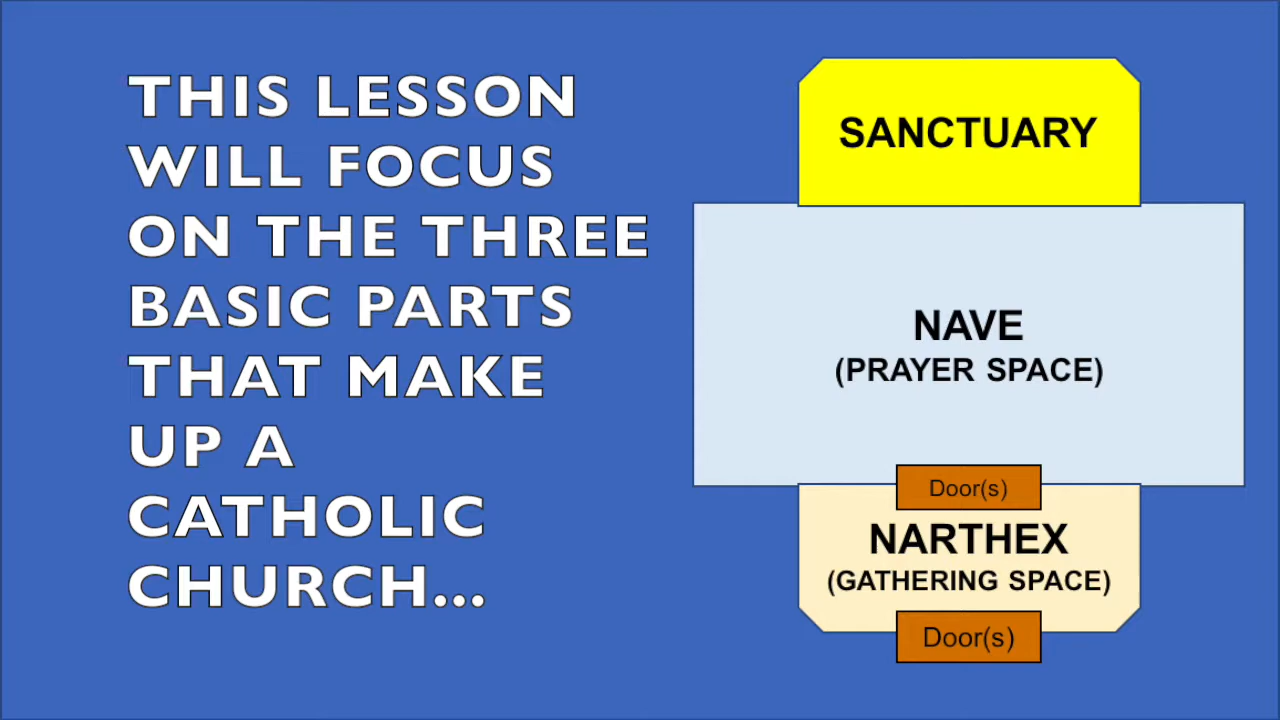 THIS LESSON
WILL FOCUS
ON THE THREE
BASIC PARTS
THAT MAKE
UP A
CATHOLIC
CHURCH...
SANCTUARY
NAVE
(PRAYER SPACE)
Door(s)
NARTHEX
(GATHERING SPACE)
Door(s)